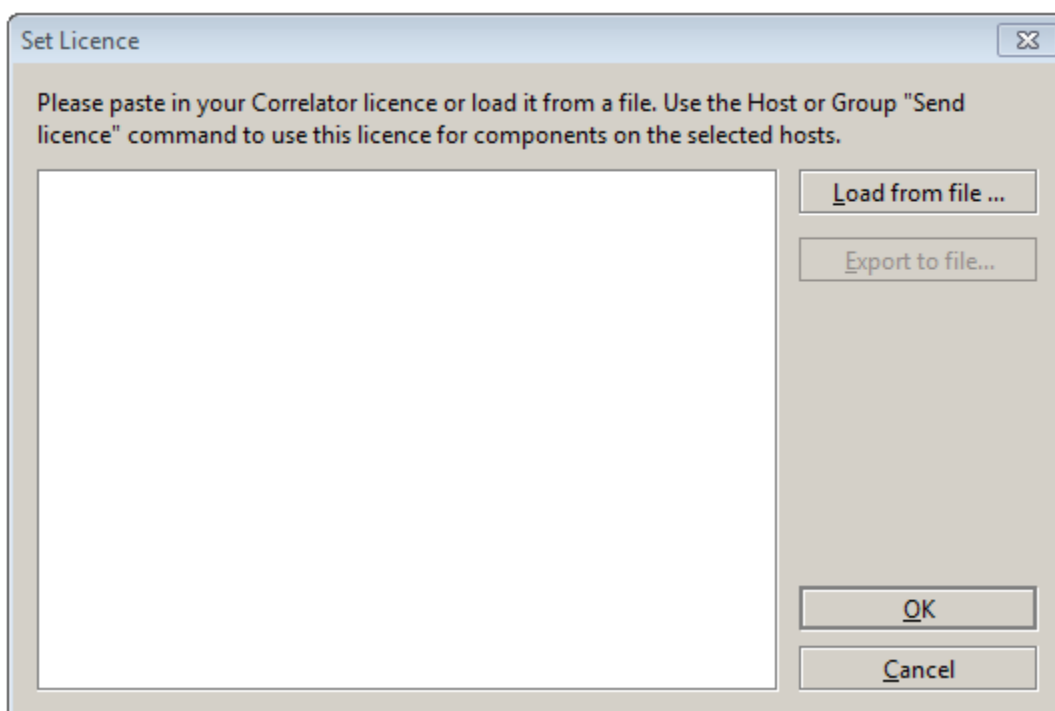 Set Licence
Please paste in your Correlator licence or load it from a file. Use the Host or Group "Send
licence" command to use this licence for components on the selected hosts.
Load from file ...
Export to file...
OK
Cancel